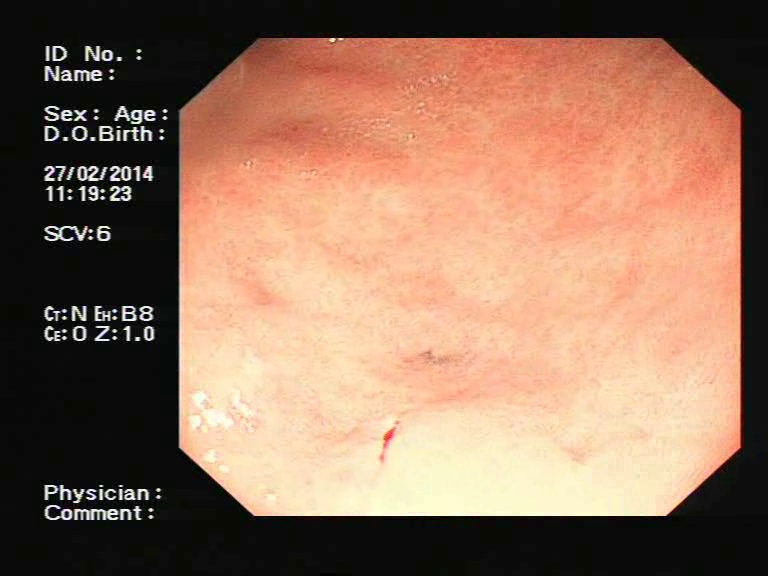 ID No. :
Name:
Sex: Age:
D.O.Birth:
27/02/2014
11:19:23
SCV:6
CT:N EH:B8
CE:0 Z:1.0
Physician:
Comment: